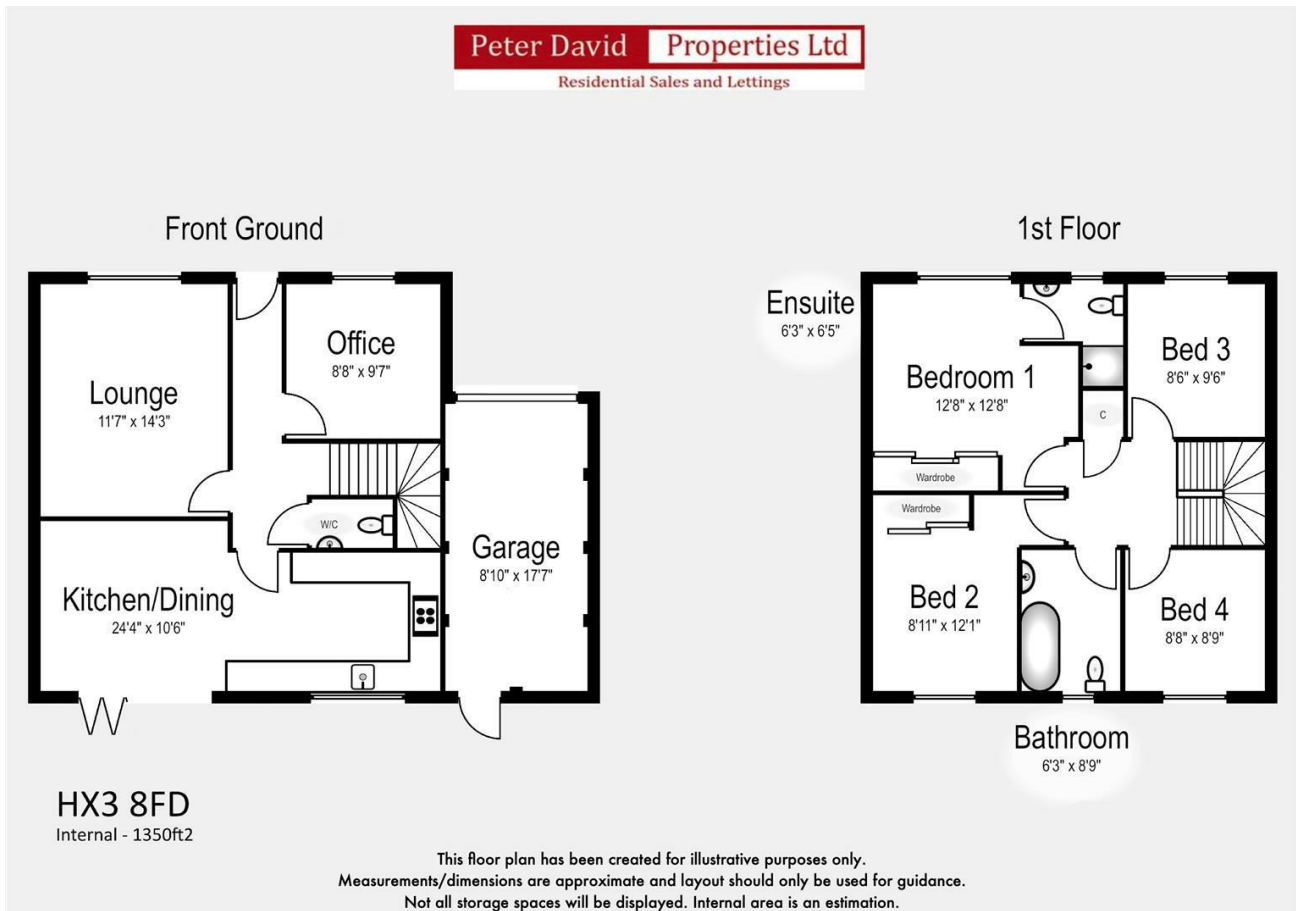 Peter David Properties Ltd
Residential Sales and Lettings
Front Ground
1st Floor
Lounge
11'7" x 14'3"
Office
8'8" x 9'7"
W/C
Kitchen/Dining
24'4" x 10'6"
Garage
8'10" x 17'7"
Ensuite
6'3" x 6'5"
Bedroom 1
12'8" x 12'8"
Bed 3
8'6" x 9'6"
C
Wardrobe
Wardrobe
Bed 2
8'11" x 12'1"
Bed 4
8'8" x 8'9"
Bathroom
6'3" x 8'9"
HX3 8FD
Internal - 1350ft2
This floor plan has been created for illustrative purposes only.
Measurements/dimensions are approximate and layout should only be used for guidance.
Not all storage spaces will be displayed. Internal area is an estimation.